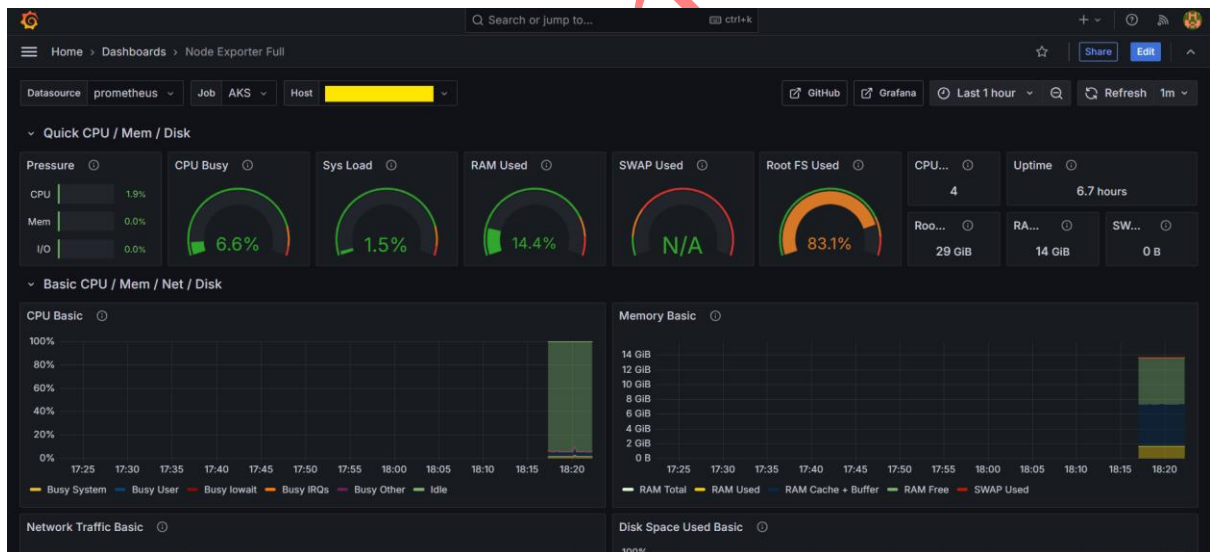 Search or jump to... ctrl+k
Home › Dashboards › Node Exporter Full
Share Edit
Datasource prometheus Job AKS Host
GitHub Grafana Last 1 hour Refresh 1m
Quick CPU / Mem / Disk
Pressure CPU Busy Sys Load RAM Used SWAP Used Root FS Used CPU... Uptime
CPU 1.9%
Mem 0.0%
I/O 0.0%
6.6% 1.5% 14.4% N/A 83.1%
4 6.7 hours
Roo... RA... SW...
29 GiB 14 GiB 0 B
Basic CPU / Mem / Net / Disk
CPU Basic
100%
80%
60%
40%
20%
0%
17:25 17:30 17:35 17:40 17:45 17:50 17:55 18:00 18:05 18:10 18:15 18:20
Busy System Busy User Busy Iowait Busy IRQs Busy Other Idle
Memory Basic
14 GiB
12 GiB
10 GiB
8 GiB
6 GiB
4 GiB
2 GiB
0 B
17:25 17:30 17:35 17:40 17:45 17:50 17:55 18:00 18:05 18:10 18:15 18:20
RAM Total RAM Used RAM Cache + Buffer RAM Free SWAP Used
Network Traffic Basic
Disk Space Used Basic
100%